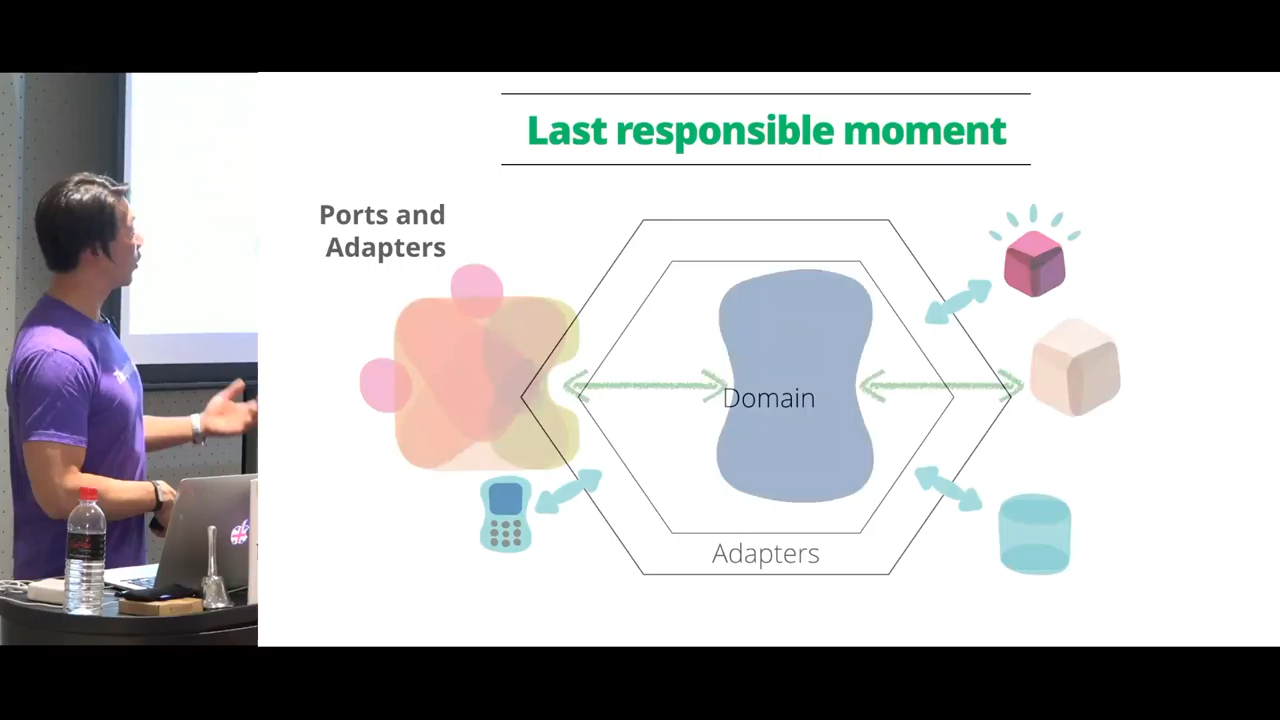 Last responsible moment
Ports and
Adapters
Domain
Adapters